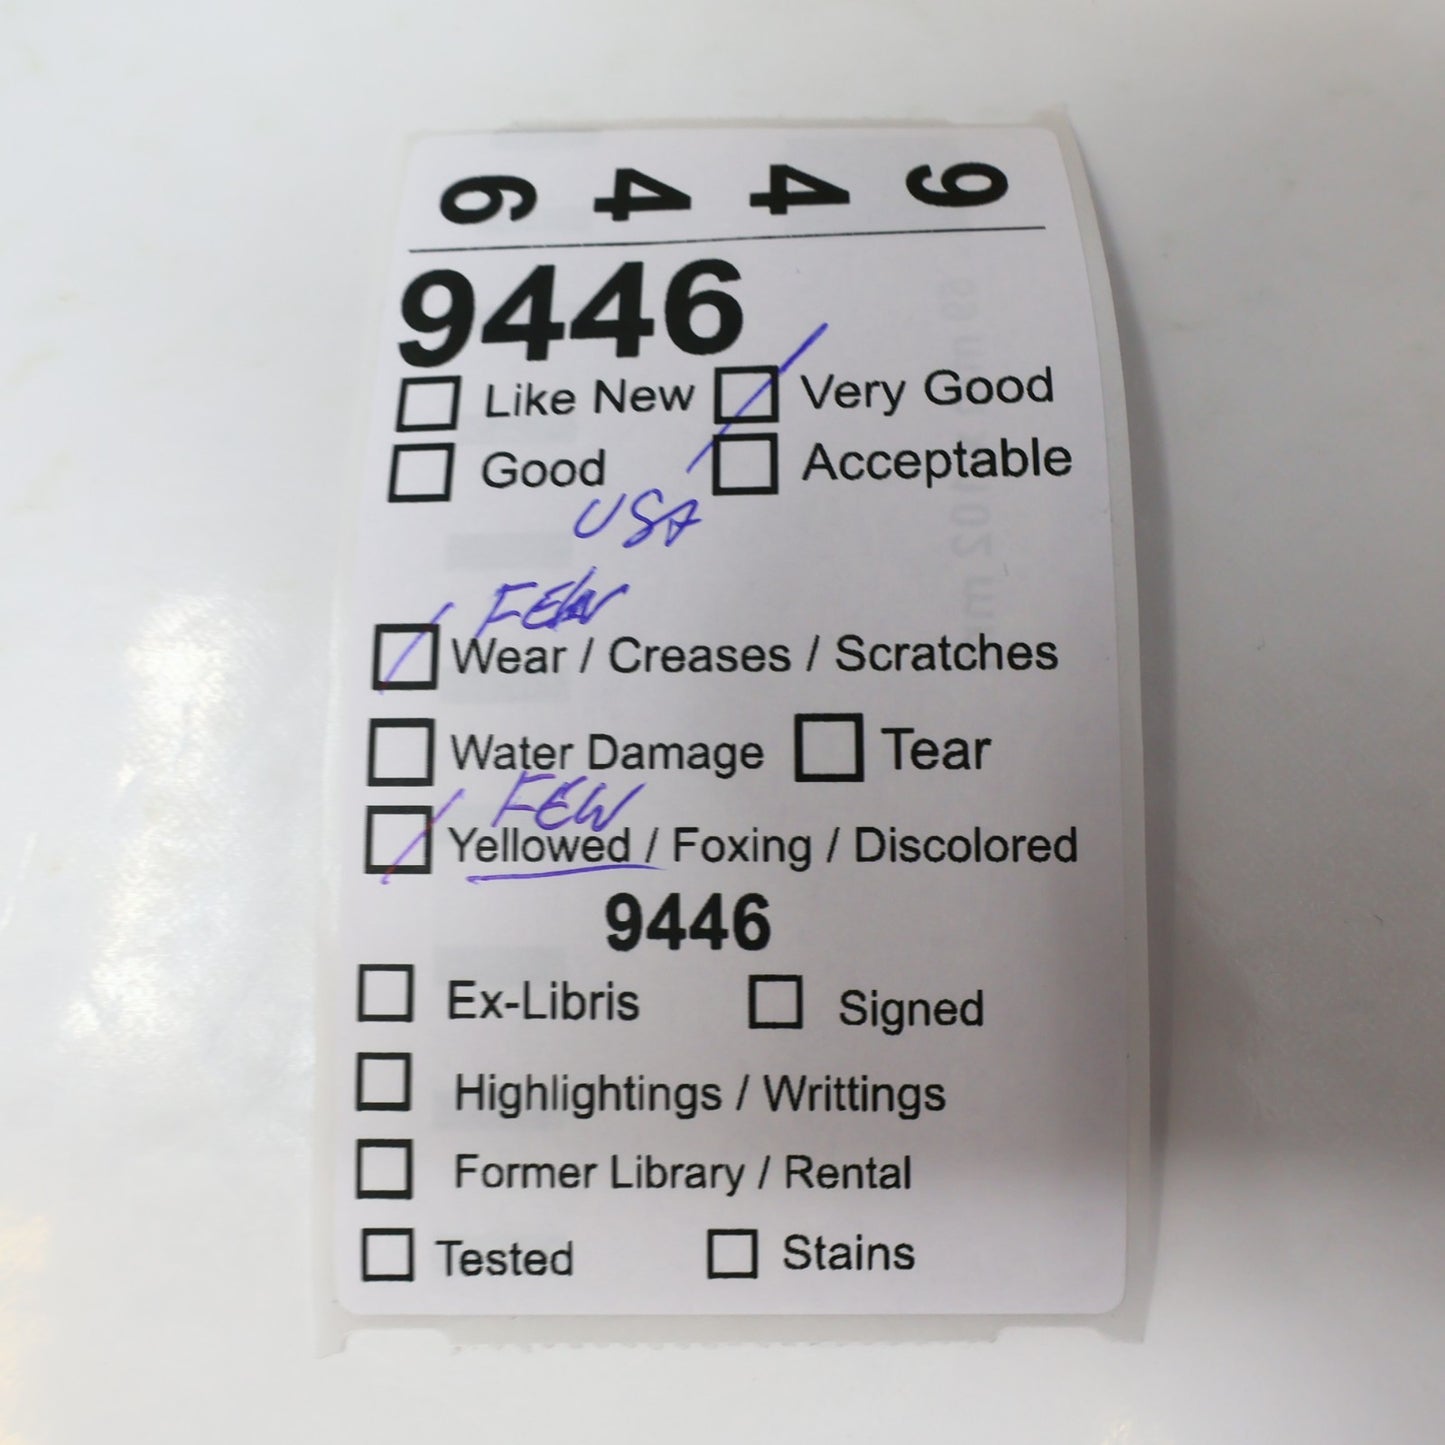 9 4 4 6
9446
Like New Very Good
Good Acceptable
USA
FEW
Wear / Creases / Scratches
Water Damage Tear
FEW
Yellowed / Foxing / Discolored
9446
Ex-Libris Signed
Highlightings / Writtings
Former Library / Rental
Tested Stains